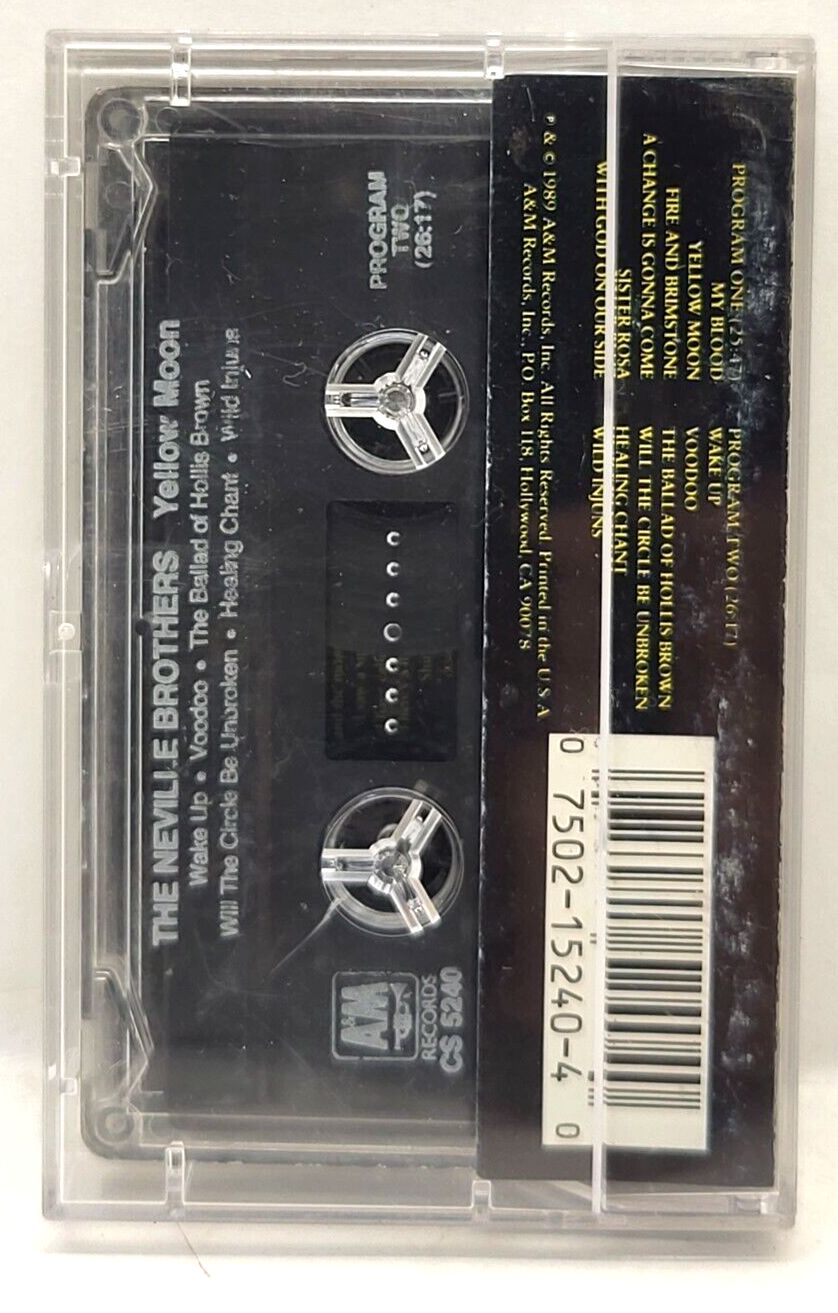 THE NEVILLE BROTHERS Yellow Moon
Wake Up • Voodoo • The Ballad of Hollis Brown
Will The Circle Be Unbroken • Healing Chant • Wild Injuns
A&M
RECORDS
CS 5240
PROGRAM
TWO
(26:17)
PROGRAM ONE (25:47)
MY BLOOD
YELLOW MOON
FIRE AND BRIMSTONE
A CHANGE IS GONNA COME
SISTER ROSA
WITH GOD ON OUR SIDE
PROGRAM TWO (26:17)
WAKE UP
VOODOO
THE BALLAD OF HOLLIS BROWN
WILL THE CIRCLE BE UNBROKEN
HEALING CHANT
WILD INJUNS
℗ & © 1989 A&M Records, Inc. All Rights Reserved. Printed in the U S A
A&M Records, Inc., P.O. Box 118, Hollywood, CA 90078
0 7502-15240-4 0